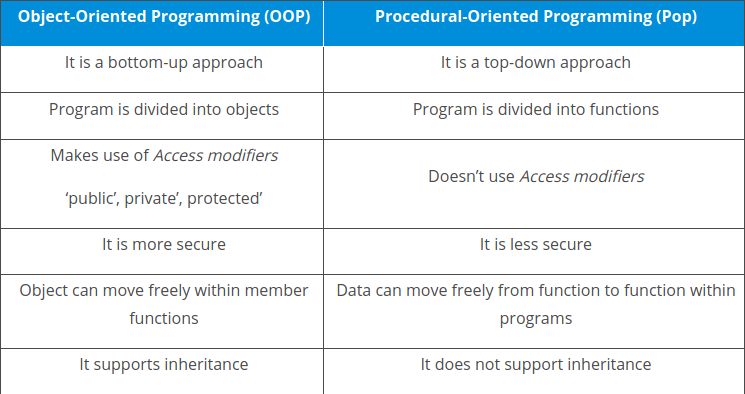 Object-Oriented Programming (OOP)
Procedural-Oriented Programming (Pop)
It is a bottom-up approach
It is a top-down approach
Program is divided into objects
Program is divided into functions
Makes use of Access modifiers
‘public’, private’, protected’
Doesn’t use Access modifiers
It is more secure
It is less secure
Object can move freely within member
functions
Data can move freely from function to function within
programs
It supports inheritance
It does not support inheritance